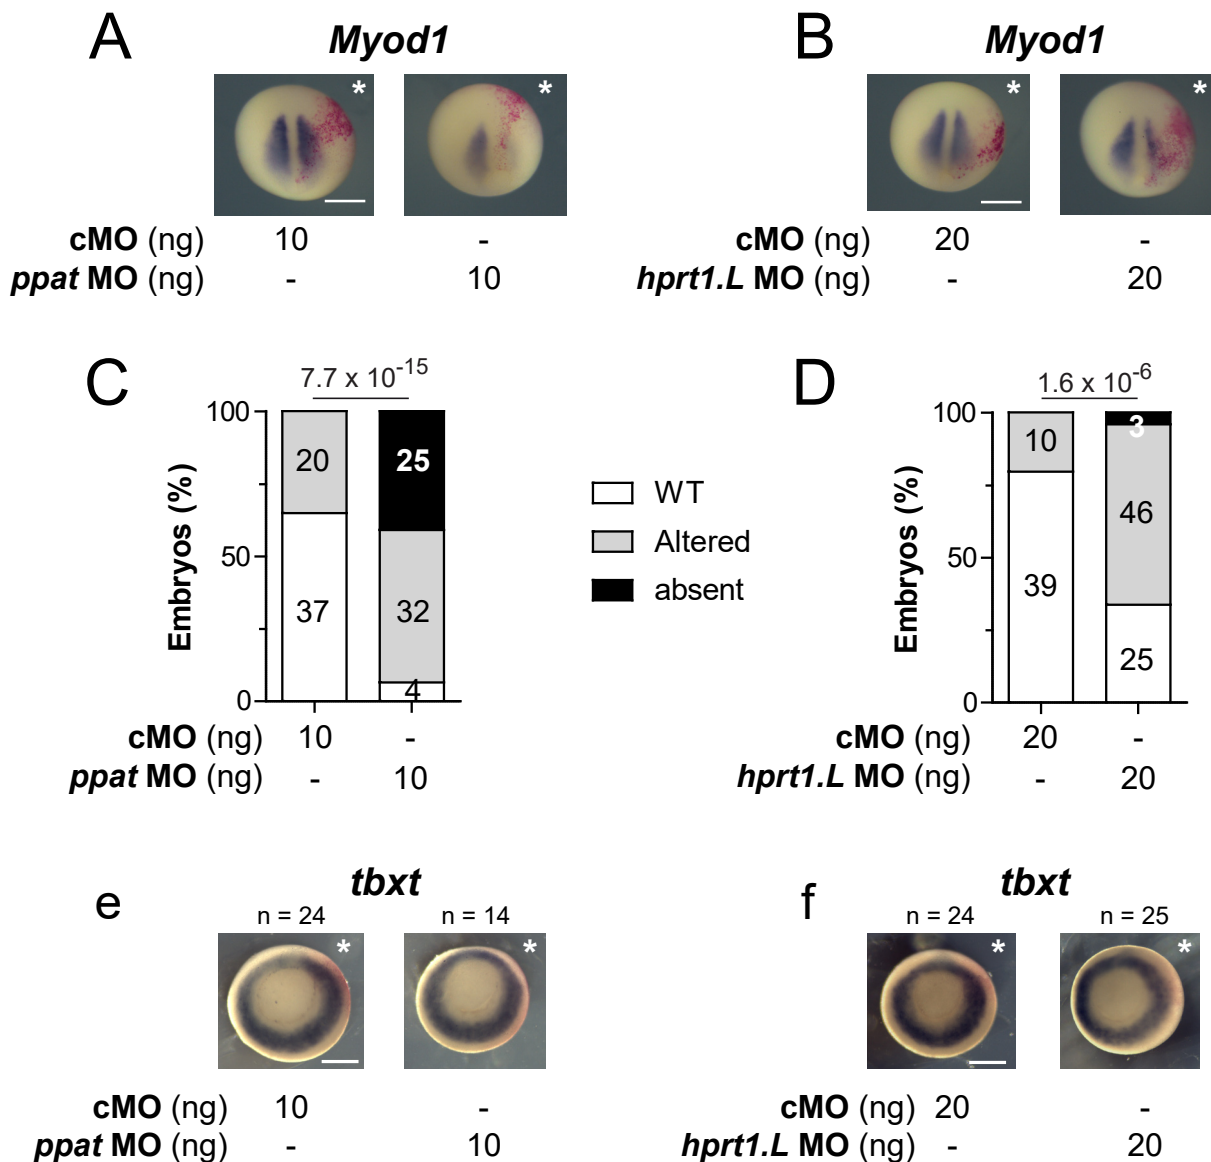 A
Myod1
B
Myod1
*
*
*
*
cMO (ng) 10 -
ppat MO (ng) - 10
cMO (ng) 20 -
hprt1.L MO (ng) - 20
C
7.7 x 10-15
100
50
0
Embryos (%)
20
37
25
32
4
cMO (ng) 10 -
ppat MO (ng) - 10
WT
Altered
absent
D
1.6 x 10-6
100
50
0
Embryos (%)
10
39
3
46
25
cMO (ng) 20 -
hprt1.L MO (ng) - 20
e
tbxt
n = 24 n = 14
*
*
cMO (ng) 10 -
ppat MO (ng) - 10
f
tbxt
n = 24 n = 25
*
*
cMO (ng) 20 -
hprt1.L MO (ng) - 20